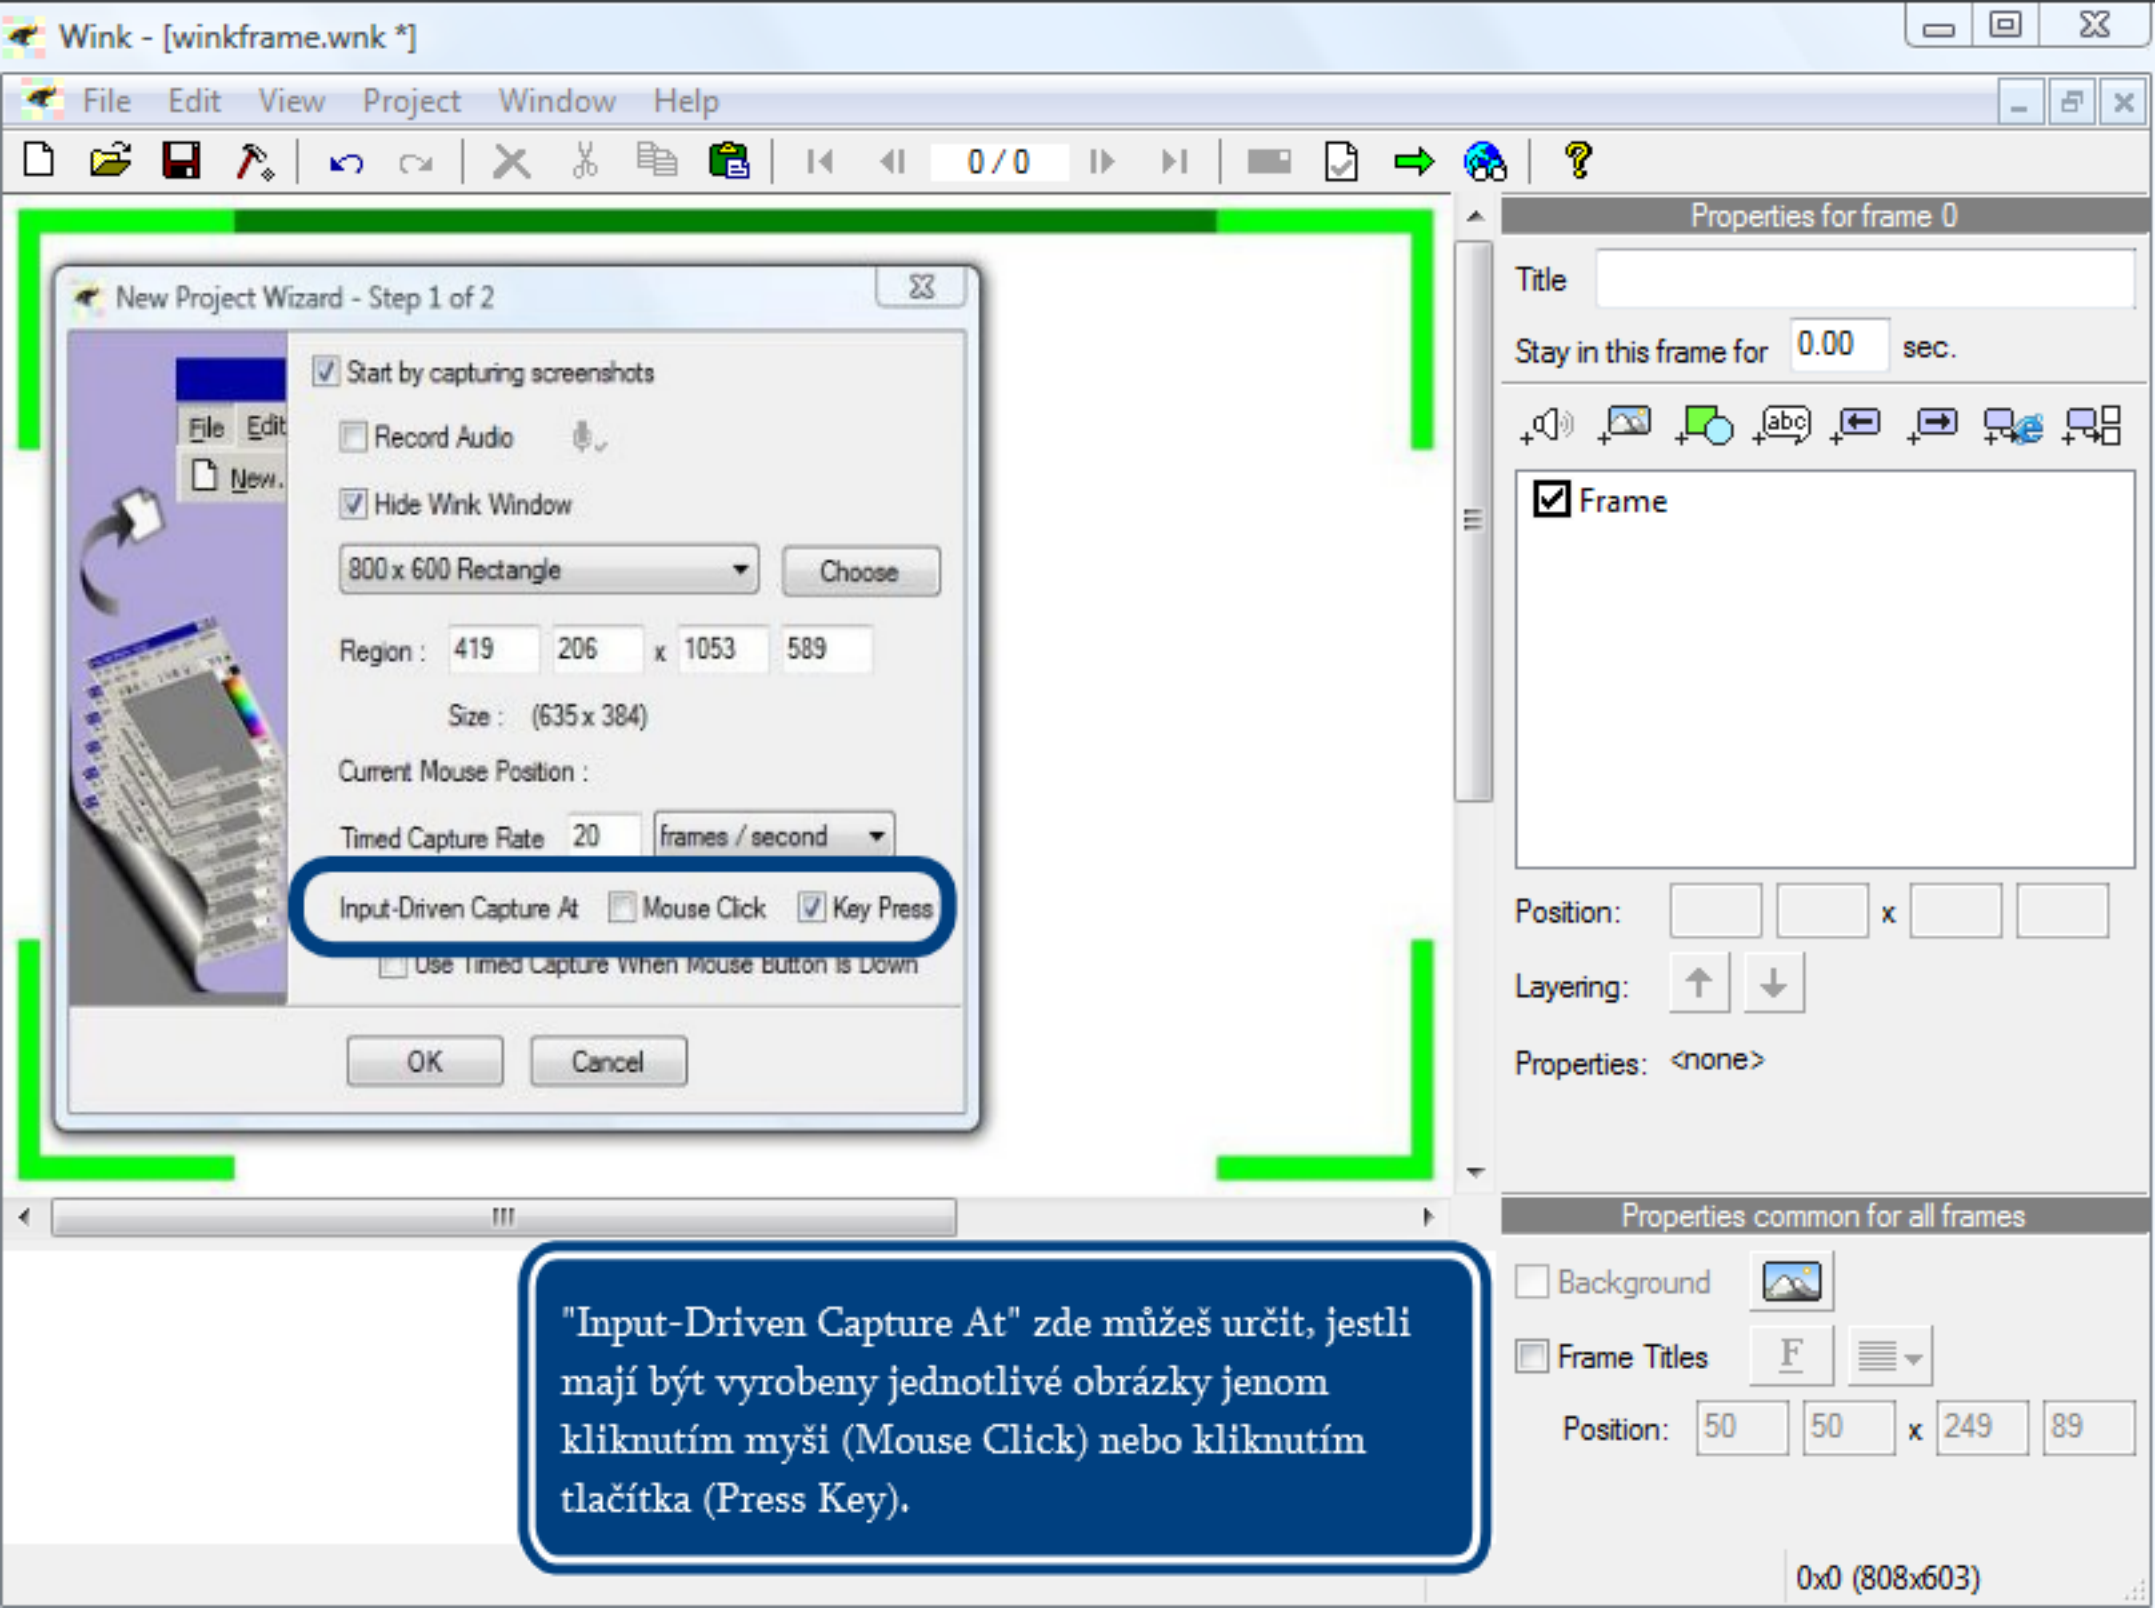 Wink - [winkframe.wnk *]
File Edit View Project Window Help
0 / 0
Properties for frame 0
Title
Stay in this frame for 0.00 sec.
abc
Frame
Position: x
Layering:
Properties: <none>
New Project Wizard - Step 1 of 2
File Edit
New.
Start by capturing screenshots
Record Audio
Hide Wink Window
800 x 600 Rectangle Choose
Region : 419 206 x 1053 589
Size : (635 x 384)
Current Mouse Position :
Timed Capture Rate 20 frames / second
Input-Driven Capture At Mouse Click Key Press
Use Timed Capture When Mouse Button Is Down
OK Cancel
Properties common for all frames
Background
Frame Titles F
Position: 50 50 x 249 89
"Input-Driven Capture At" zde můžeš určit, jestli
mají být vyrobeny jednotlivé obrázky jenom
kliknutím myši (Mouse Click) nebo kliknutím
tlačítka (Press Key).
0x0 (808x603)